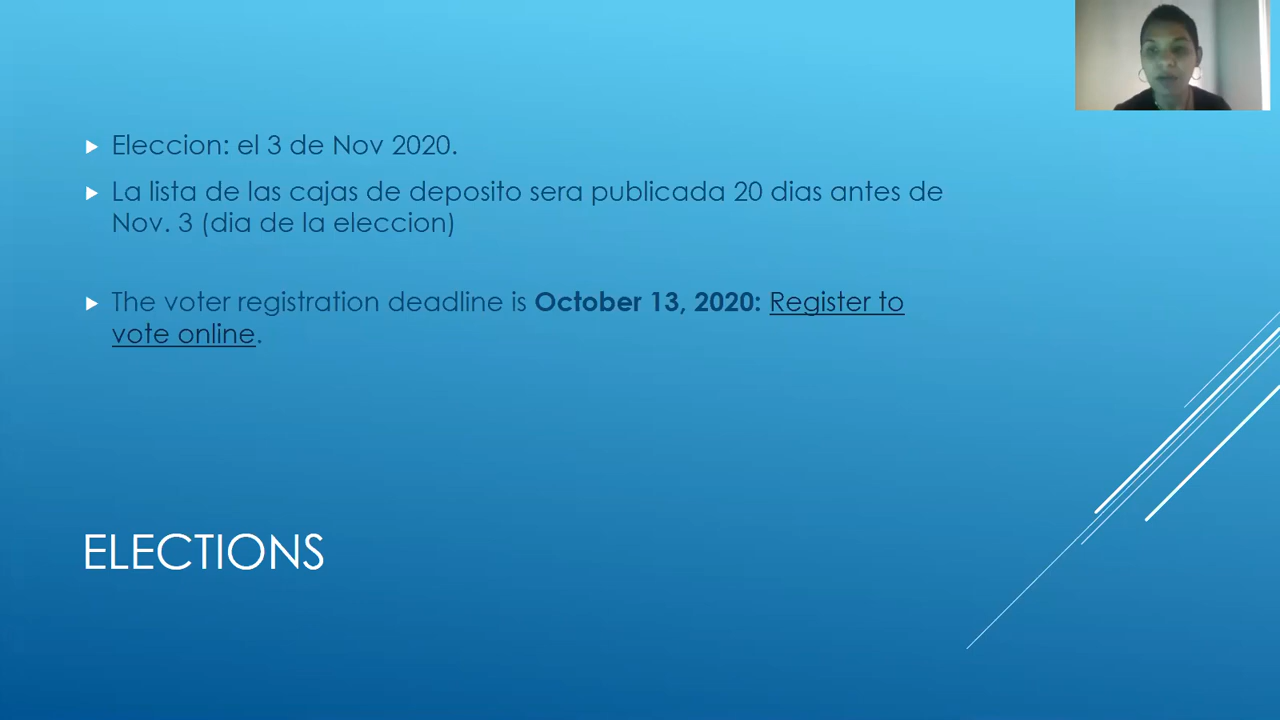 Eleccion: el 3 de Nov 2020.
La lista de las cajas de deposito sera publicada 20 dias antes de
Nov. 3 (dia de la eleccion)
The voter registration deadline is October 13, 2020: Register to
vote online.
ELECTIONS